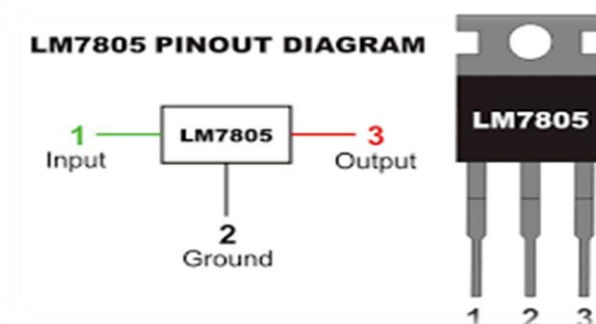 LM7805 PINOUT DIAGRAM
1
Input
LM7805
3
Output
2
Ground
LM7805
1 2 3